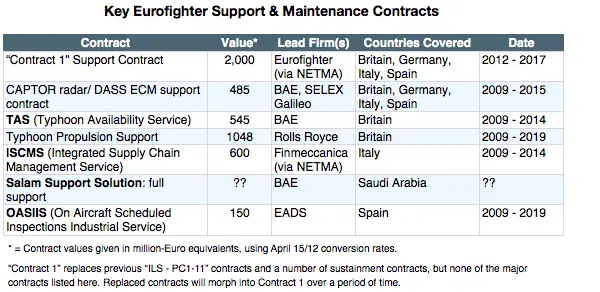 Key Eurofighter Support & Maintenance Contracts
Contract Value* Lead Firm(s) Countries Covered Date
“Contract 1” Support Contract 2,000 Eurofighter (via NETMA) Britain, Germany, Italy, Spain 2012 - 2017
CAPTOR radar/ DASS ECM support contract 485 BAE, SELEX Galileo Britain, Germany, Italy, Spain 2009 - 2015
TAS (Typhoon Availability Service) 545 BAE Britain 2009 - 2014
Typhoon Propulsion Support 1048 Rolls Royce Britain 2009 - 2019
ISCMS (Integrated Supply Chain Management Service) 600 Finmeccanica (via NETMA) Italy 2009 - 2014
Salam Support Solution: full support ?? BAE Saudi Arabia ??
OASIIS (On Aircraft Scheduled Inspections Industrial Service) 150 EADS Spain 2009 - 2019
* = Contract values given in million-Euro equivalents, using April 15/12 conversion rates.
“Contract 1” replaces previous “ILS - PC1-11” contracts and a number of sustainment contracts, but none of the major
contracts listed here. Replaced contracts will morph into Contract 1 over a period of time.